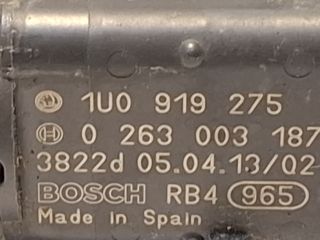 1U0 919 275
0 263 003 187
3822d 05.04.13/02
BOSCH RB4 965
Made in Spain